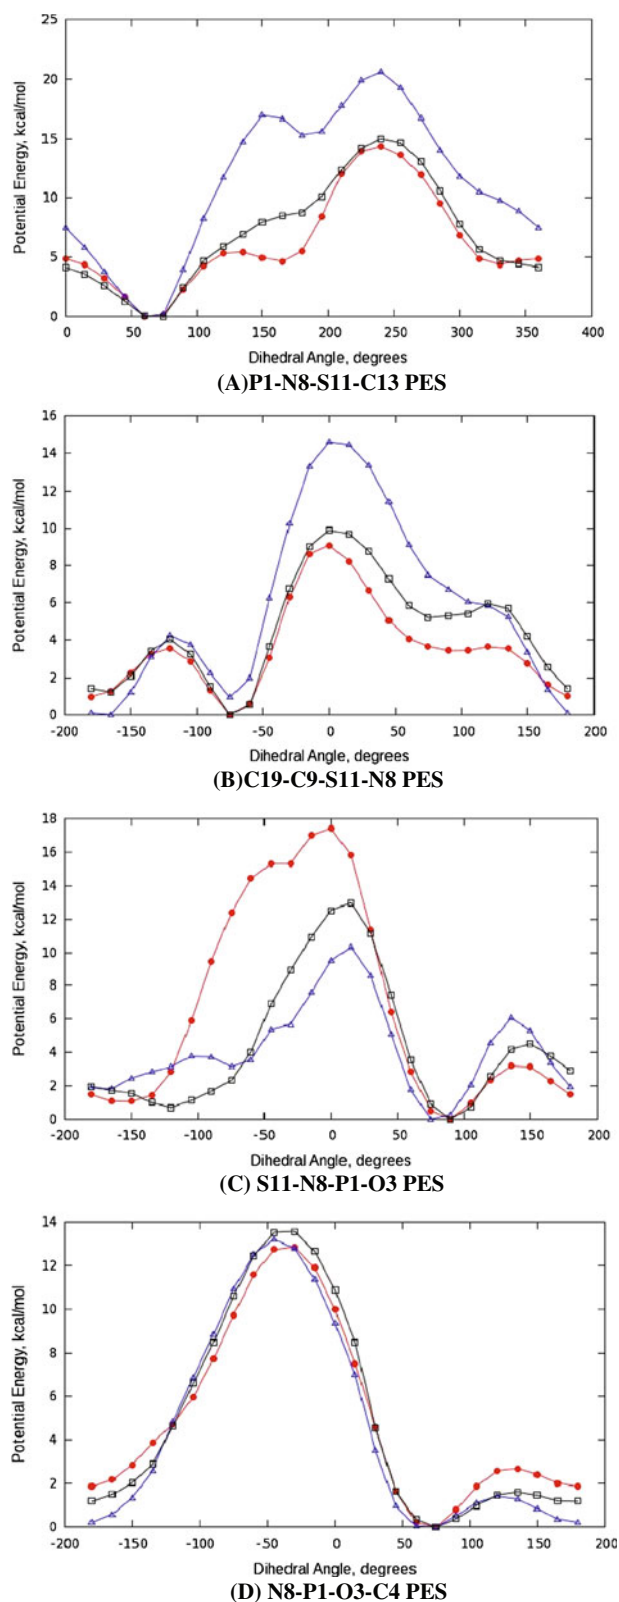 25
20
15
10
5
0
Potential Energy, kcal/mol
0 50 100 150 200 250 300 350 400
Dihedral Angle, degrees
(A)P1-N8-S11-C13 PES
16
14
12
10
8
6
4
2
0
Potential Energy, kcal/mol
-200 -150 -100 -50 0 50 100 150 200
Dihedral Angle, degrees
(B)C19-C9-S11-N8 PES
18
16
14
12
10
8
6
4
2
0
Potential Energy, kcal/mol
-200 -150 -100 -50 0 50 100 150 200
Dihedral Angle, degrees
(C) S11-N8-P1-O3 PES
14
12
10
8
6
4
2
0
Potential Energy, kcal/mol
-200 -150 -100 -50 0 50 100 150 200
Dihedral Angle, degrees
(D) N8-P1-O3-C4 PES